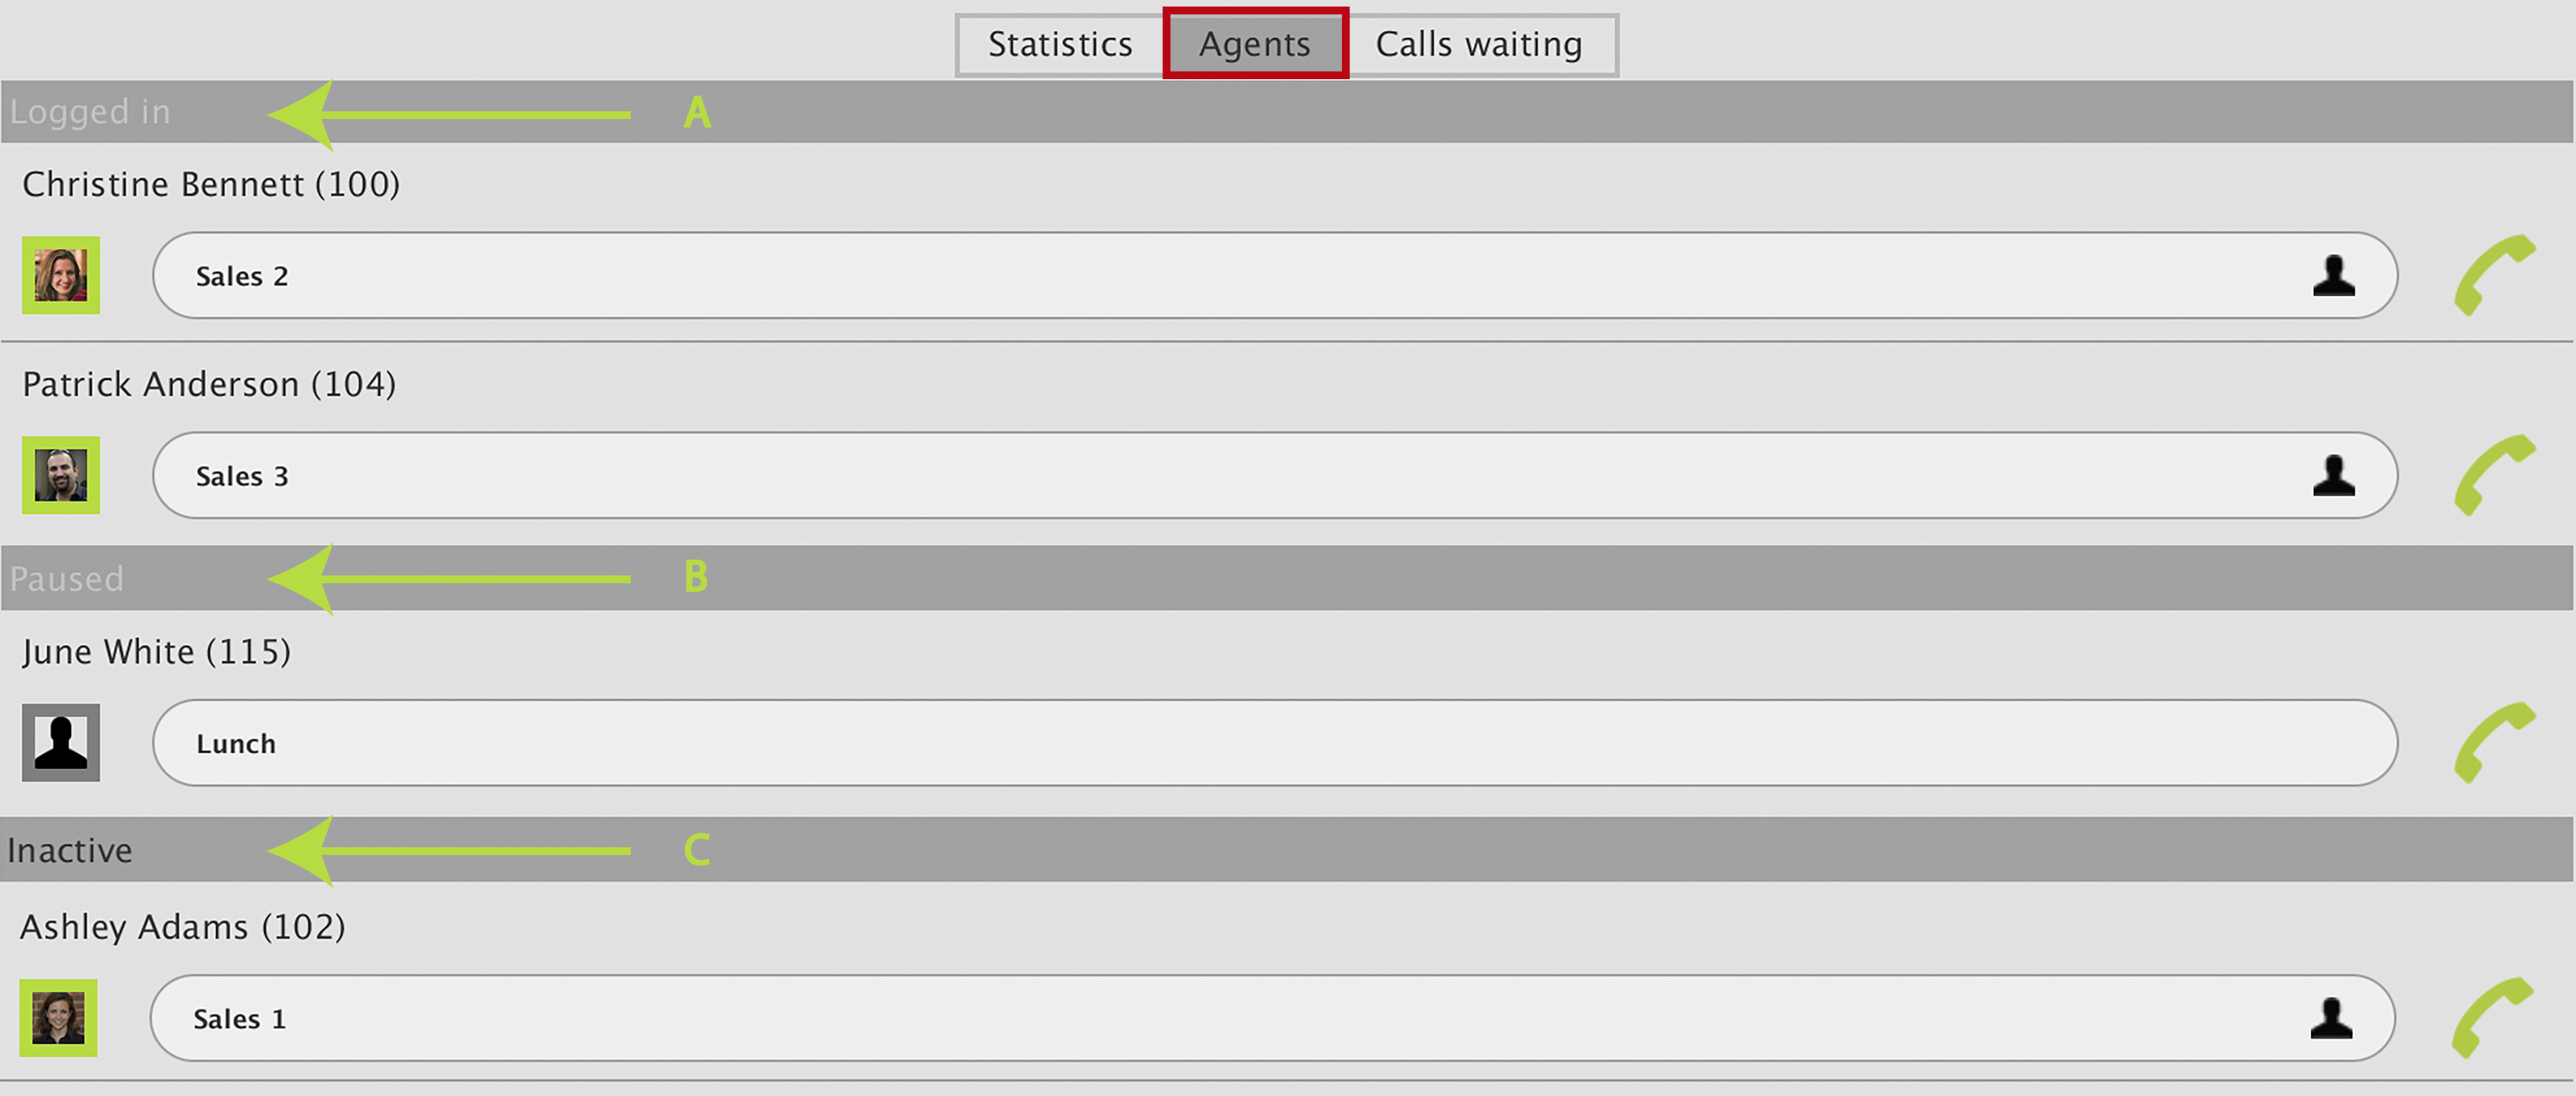 Statistics Agents Calls waiting
Logged in A
Christine Bennett (100)
Sales 2
Patrick Anderson (104)
Sales 3
Paused B
June White (115)
Lunch
Inactive C
Ashley Adams (102)
Sales 1